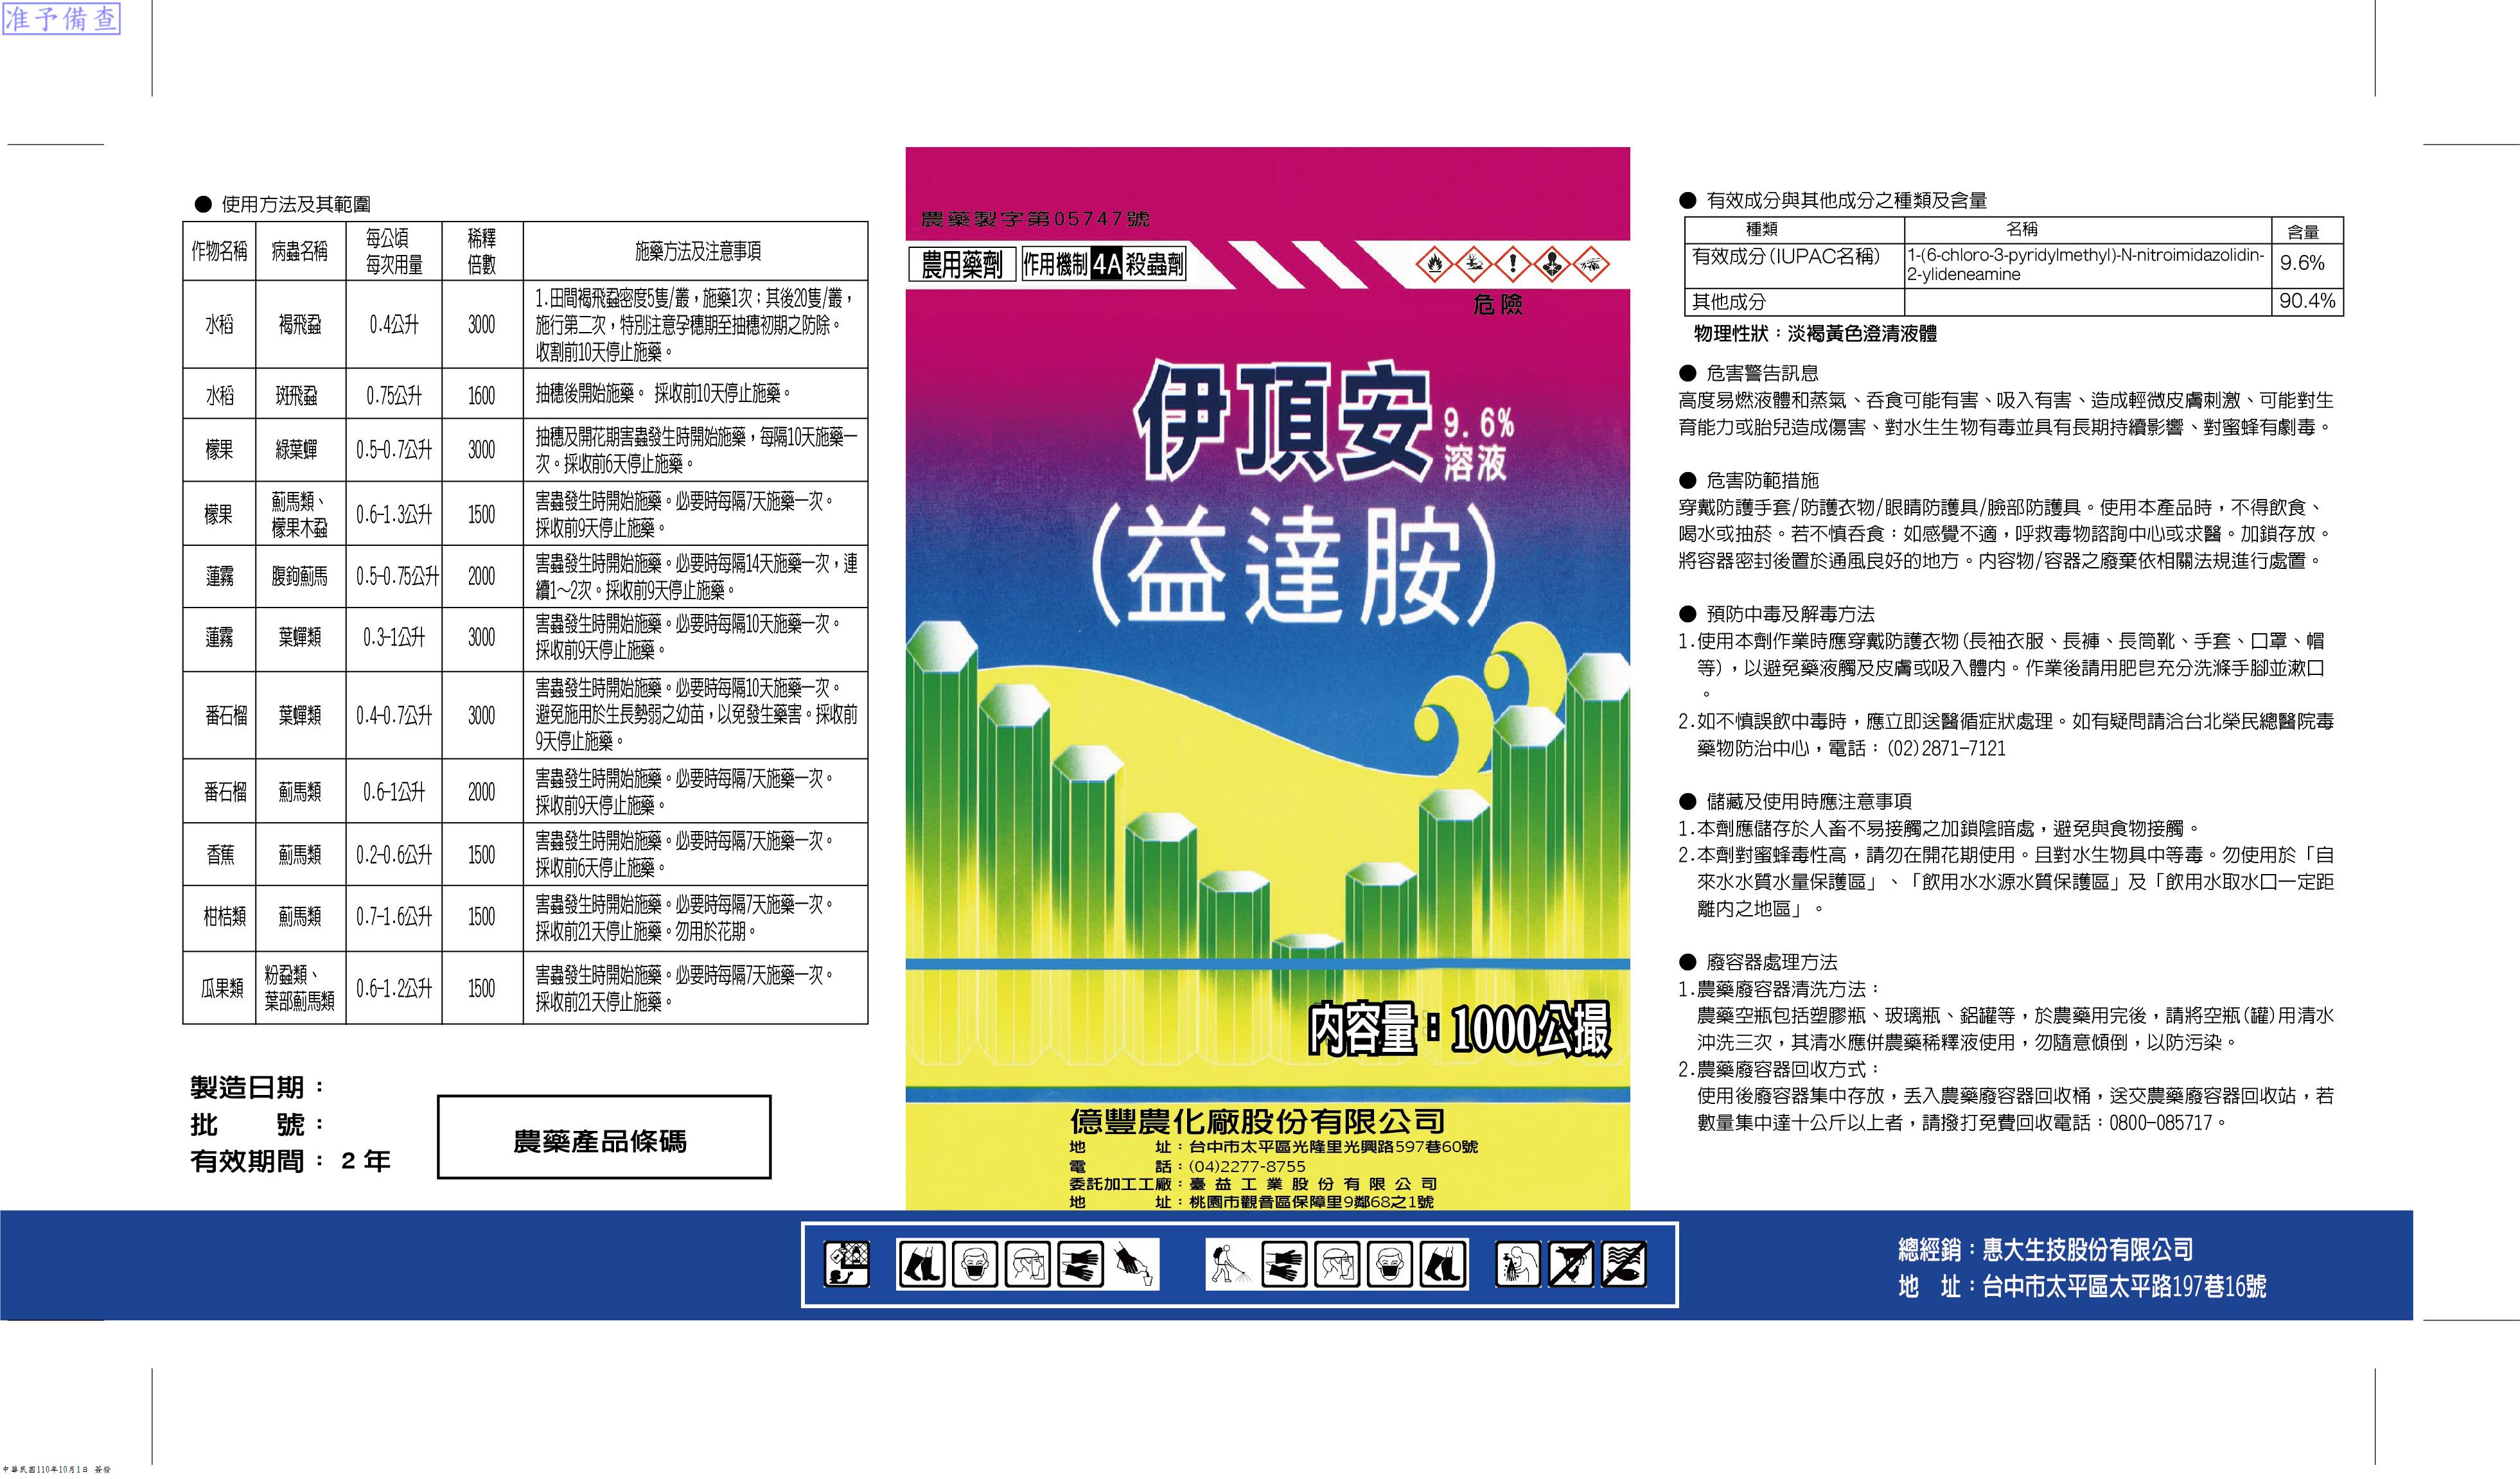 准予備查
● 使用方法及其範圍
作物名稱 病蟲名稱 每公頃每次用量 稀釋倍數 施藥方法及注意事項
水稻 褐飛蝨 0.4公升 3000 1.田間褐飛蝨密度5隻/叢，施藥1次；其後20隻/叢，
施行第二次，特別注意孕穗期至抽穗初期之防除。
收割前10天停止施藥。
水稻 斑飛蝨 0.75公升 1600 抽穗後開始施藥。 採收前10天停止施藥。
檬果 綠葉蟬 0.5-0.7公升 3000 抽穗及開花期害蟲發生時開始施藥，每隔10天施藥一
次。採收前6天停止施藥。
檬果 薊馬類、檬果木蝨 0.6-1.3公升 1500 害蟲發生時開始施藥。必要時每隔7天施藥一次。
採收前9天停止施藥。
蓮霧 腹鉤薊馬 0.5-0.75公升 2000 害蟲發生時開始施藥。必要時每隔14天施藥一次，連
續1～2次。採收前9天停止施藥。
蓮霧 葉蟬類 0.3-1公升 3000 害蟲發生時開始施藥。必要時每隔10天施藥一次。
採收前9天停止施藥。
番石榴 葉蟬類 0.4-0.7公升 3000 害蟲發生時開始施藥。必要時每隔10天施藥一次。
避免施用於生長勢弱之幼苗，以免發生藥害。採收前
9天停止施藥。
番石榴 薊馬類 0.6-1公升 2000 害蟲發生時開始施藥。必要時每隔7天施藥一次。
採收前9天停止施藥。
香蕉 薊馬類 0.2-0.6公升 1500 害蟲發生時開始施藥。必要時每隔7天施藥一次。
採收前6天停止施藥。
柑桔類 薊馬類 0.7-1.6公升 1500 害蟲發生時開始施藥。必要時每隔7天施藥一次。
採收前21天停止施藥。勿用於花期。
瓜果類 粉蝨類、葉部薊馬類 0.6-1.2公升 1500 害蟲發生時開始施藥。必要時每隔7天施藥一次。
採收前21天停止施藥。
製造日期：
批　　號：
有效期間：2年
農藥產品條碼
農藥製字第05747號
農用藥劑 作用機制 4A 殺蟲劑
危險
伊頂安
9.6%
溶液
(益達胺)
內容量：1000公撮
億豐農化廠股份有限公司
地　　址：台中市太平區光隆里光興路597巷60號
電　　話：(04)2277-8755
委託加工工廠：臺益工業股份有限公司
地　　址：桃園市觀音區保障里9鄰68之1號
● 有效成分與其他成分之種類及含量
種類 名稱 含量
有效成分(IUPAC名稱) 1-(6-chloro-3-pyridylmethyl)-N-nitroimidazolidin-
2-ylideneamine 9.6%
其他成分 90.4%
物理性狀：淡褐黃色澄清液體
● 危害警告訊息
高度易燃液體和蒸氣、吞食可能有害、吸入有害、造成輕微皮膚刺激、可能對生
育能力或胎兒造成傷害、對水生生物有毒並具有長期持續影響、對蜜蜂有劇毒。
● 危害防範措施
穿戴防護手套/防護衣物/眼睛防護具/臉部防護具。使用本產品時，不得飲食、
喝水或抽菸。若不慎吞食：如感覺不適，呼救毒物諮詢中心或求醫。加鎖存放。
將容器密封後置於通風良好的地方。內容物/容器之廢棄依相關法規進行處置。
● 預防中毒及解毒方法
1.使用本劑作業時應穿戴防護衣物(長袖衣服、長褲、長筒靴、手套、口罩、帽
等)，以避免藥液觸及皮膚或吸入體內。作業後請用肥皂充分洗滌手腳並漱口
。
2.如不慎誤飲中毒時，應立即送醫循症狀處理。如有疑問請洽台北榮民總醫院毒
藥物防治中心，電話：(02)2871-7121
● 儲藏及使用時應注意事項
1.本劑應儲存於人畜不易接觸之加鎖陰暗處，避免與食物接觸。
2.本劑對蜜蜂毒性高，請勿在開花期使用。且對水生物具中等毒。勿使用於「自
來水水質水量保護區」、「飲用水水源水質保護區」及「飲用水取水口一定距
離內之地區」。
● 廢容器處理方法
1.農藥廢容器清洗方法：
農藥空瓶包括塑膠瓶、玻璃瓶、鋁罐等，於農藥用完後，請將空瓶(罐)用清水
沖洗三次，其清水應併農藥稀釋液使用，勿隨意傾倒，以防污染。
2.農藥廢容器回收方式：
使用後廢容器集中存放，丟入農藥廢容器回收桶，送交農藥廢容器回收站，若
數量集中達十公斤以上者，請撥打免費回收電話：0800-085717。
總經銷：惠大生技股份有限公司
地　址：台中市太平區太平路197巷16號
中華民國110年10月1日 簽發